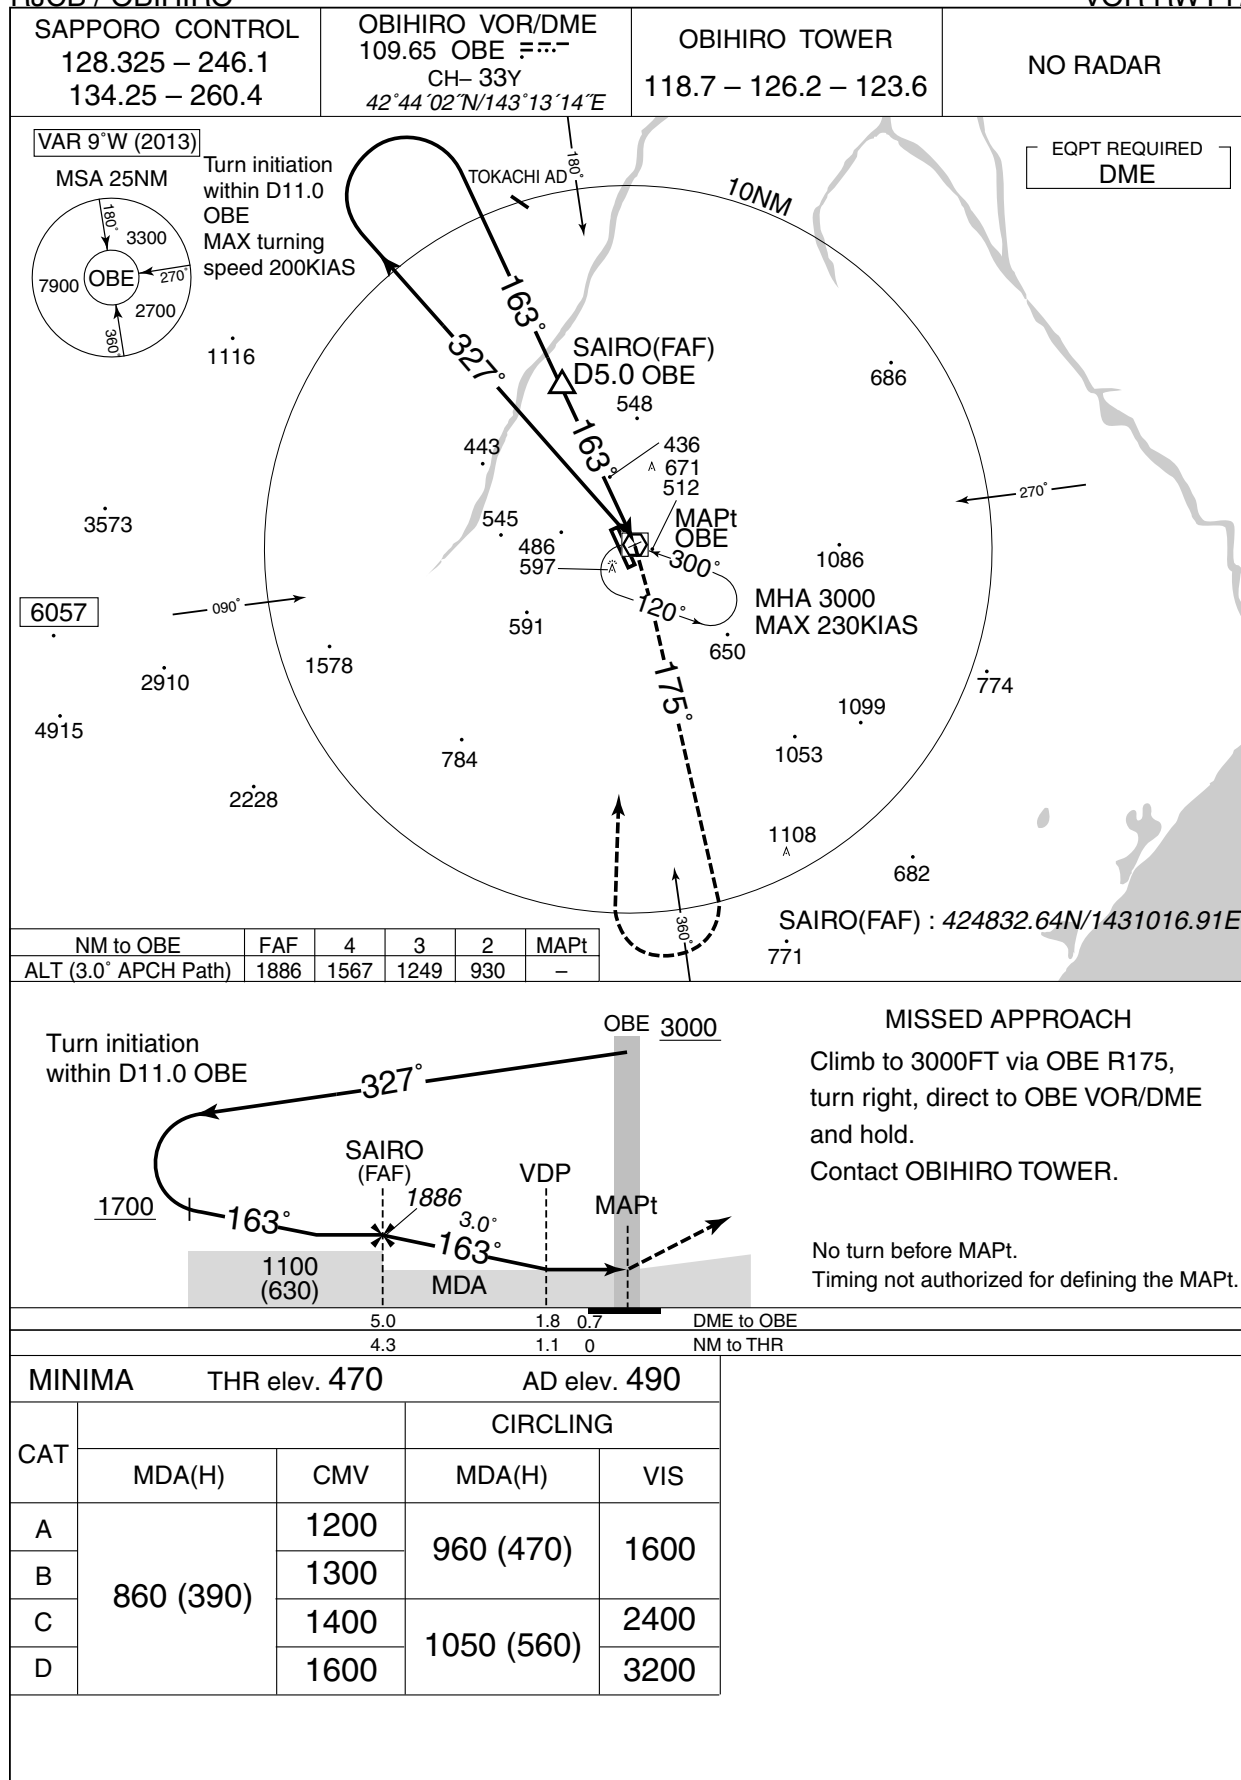 RJCB / OBIHIRO
VOR RWY17
SAPPORO CONTROL
128.325 – 246.1
134.25 – 260.4
OBIHIRO VOR/DME
109.65 OBE
CH– 33Y
42°44´02˝N/143°13´14˝E
OBIHIRO TOWER
118.7 – 126.2 – 123.6
NO RADAR
VAR 9°W (2013)
MSA 25NM
180°
3300
OBE
270°
7900
2700
360°
Turn initiation
within D11.0
OBE
MAX turning
speed 200KIAS
TOKACHI AD
180°
10NM
EQPT REQUIRED
DME
163°
327°
SAIRO(FAF)
D5.0 OBE
1116
686
548
163°
443
436
671
512
MAPt
OBE
270°
3573
545
486
597
300°
1086
6057
090°
120°
MHA 3000
MAX 230KIAS
591
650
1578
2910
175°
774
4915
1099
784
1053
2228
1108
682
360°
SAIRO(FAF) : 424832.64N/1431016.91E
771
NM to OBE FAF 4 3 2 MAPt
ALT (3.0° APCH Path) 1886 1567 1249 930 –
Turn initiation
within D11.0 OBE
OBE 3000
327°
SAIRO
(FAF)
1886
VDP
MAPt
1700
163°
3.0°
163°
1100
(630)
MDA
MISSED APPROACH
Climb to 3000FT via OBE R175,
turn right, direct to OBE VOR/DME
and hold.
Contact OBIHIRO TOWER.
No turn before MAPt.
Timing not authorized for defining the MAPt.
5.0 1.8 0.7 DME to OBE
4.3 1.1 0 NM to THR
MINIMA THR elev. 470 AD elev. 490
CIRCLING
CAT MDA(H) CMV MDA(H) VIS
A 1200
860 (390) 960 (470) 1600
B 1300
C 1400 2400
1050 (560)
D 1600 3200